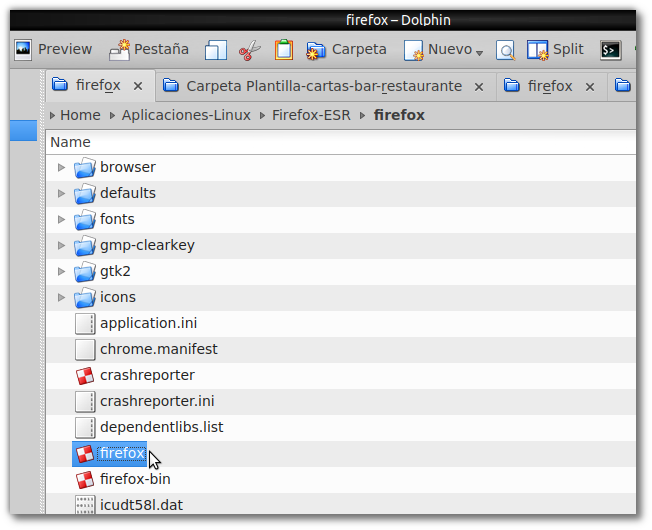 firefox – Dolphin
Preview Pestaña Carpeta Nuevo Split
firefox Carpeta Plantilla-cartas-bar-restaurante firefox
Home Aplicaciones-Linux Firefox-ESR firefox
Name
browser
defaults
fonts
gmp-clearkey
gtk2
icons
application.ini
chrome.manifest
crashreporter
crashreporter.ini
dependentlibs.list
firefox
firefox-bin
icudt58l.dat